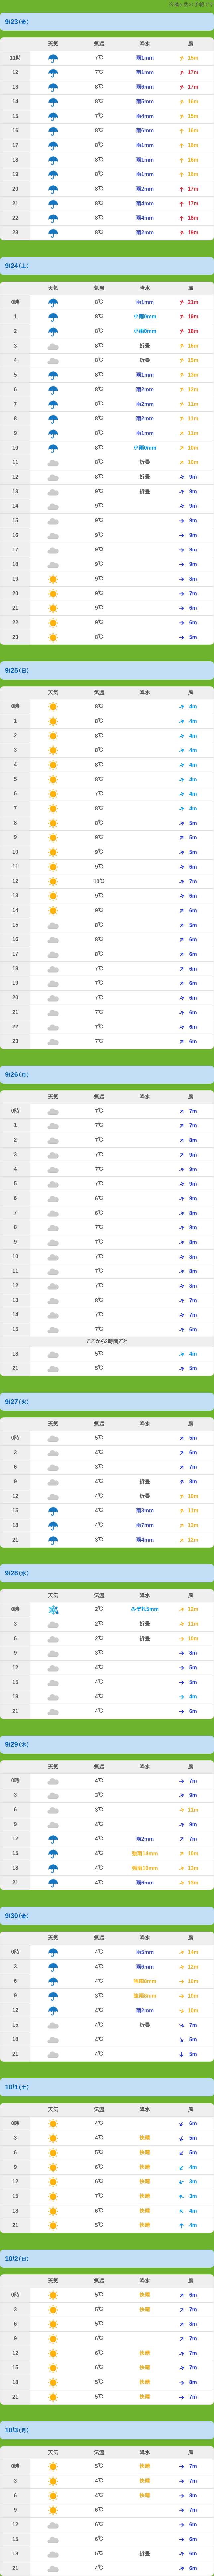 の予報です
9/23(金)
天気 気温 降水 風
11時 7℃ 雨1mm 15m
12 7℃ 雨1mm 17m
13 8℃ 雨6mm 17m
14 8℃ 雨5mm 16m
15 7℃ 雨4mm 15m
16 8℃ 雨6mm 16m
17 8℃ 雨1mm 16m
18 8℃ 雨1mm 16m
19 8℃ 雨1mm 16m
20 8℃ 雨2mm 17m
21 8℃ 雨4mm 17m
22 8℃ 雨4mm 18m
23 8℃ 雨2mm 19m
9/24(土)
天気 気温 降水 風
0時 8℃ 雨1mm 21m
1 8℃ 小雨0mm 19m
2 8℃ 小雨0mm 18m
3 8℃ 折曇 16m
4 8℃ 折曇 15m
5 8℃ 雨1mm 13m
6 8℃ 雨2mm 12m
7 8℃ 雨2mm 11m
8 8℃ 雨2mm 11m
9 8℃ 雨1mm 11m
10 8℃ 小雨0mm 10m
11 8℃ 折曇 10m
12 8℃ 折曇 9m
13 9℃ 折曇 9m
14 9℃ 9m
15 9℃ 9m
16 9℃ 9m
17 9℃ 9m
18 9℃ 9m
19 9℃ 8m
20 9℃ 7m
21 9℃ 6m
22 9℃ 6m
23 8℃ 5m
9/25(日)
天気 気温 降水 風
0時 8℃ 4m
1 8℃ 4m
2 8℃ 4m
3 8℃ 4m
4 8℃ 4m
5 8℃ 4m
6 7℃ 4m
7 8℃ 4m
8 8℃ 5m
9 9℃ 5m
10 9℃ 5m
11 9℃ 6m
12 10℃ 7m
13 9℃ 6m
14 9℃ 6m
15 8℃ 5m
16 8℃ 6m
17 8℃ 6m
18 7℃ 6m
19 7℃ 6m
20 7℃ 6m
21 7℃ 6m
22 7℃ 6m
23 7℃ 6m
9/26(月)
天気 気温 降水 風
0時 7℃ 7m
1 7℃ 7m
2 7℃ 8m
3 7℃ 9m
4 7℃ 9m
5 7℃ 9m
6 6℃ 9m
7 6℃ 8m
8 7℃ 8m
9 7℃ 8m
10 7℃ 8m
11 7℃ 8m
12 7℃ 8m
13 8℃ 7m
14 7℃ 7m
15 7℃ 6m
ここから3時間ごと
18 5℃ 4m
21 5℃ 5m
9/27(火)
天気 気温 降水 風
0時 5℃ 5m
3 4℃ 6m
6 3℃ 7m
9 4℃ 折曇 8m
12 4℃ 折曇 10m
15 4℃ 雨3mm 11m
18 4℃ 雨7mm 13m
21 3℃ 雨4mm 12m
9/28(水)
天気 気温 降水 風
0時 2℃ みぞれ5mm 12m
3 2℃ 折曇 11m
6 2℃ 折曇 10m
9 3℃ 8m
12 4℃ 5m
15 4℃ 5m
18 4℃ 4m
21 4℃ 6m
9/29(木)
天気 気温 降水 風
0時 4℃ 7m
3 3℃ 9m
6 3℃ 11m
9 4℃ 9m
12 4℃ 雨2mm 7m
15 4℃ 強雨14mm 10m
18 4℃ 強雨10mm 13m
21 4℃ 雨6mm 13m
9/30(金)
天気 気温 降水 風
0時 4℃ 雨5mm 14m
3 4℃ 雨6mm 12m
6 4℃ 強雨8mm 10m
9 3℃ 強雨8mm 10m
12 4℃ 雨2mm 10m
15 4℃ 折曇 7m
18 4℃ 5m
21 4℃ 5m
10/1(土)
天気 気温 降水 風
0時 4℃ 6m
3 4℃ 快晴 5m
6 5℃ 快晴 5m
9 6℃ 快晴 4m
12 6℃ 快晴 3m
15 7℃ 快晴 3m
18 6℃ 快晴 4m
21 5℃ 快晴 4m
10/2(日)
天気 気温 降水 風
0時 5℃ 快晴 6m
3 5℃ 快晴 7m
6 5℃ 8m
9 6℃ 7m
12 6℃ 快晴 7m
15 6℃ 快晴 7m
18 5℃ 快晴 8m
21 5℃ 快晴 7m
10/3(月)
天気 気温 降水 風
0時 5℃ 快晴 7m
3 4℃ 快晴 7m
6 4℃ 快晴 8m
9 6℃ 7m
12 6℃ 6m
15 6℃ 6m
18 5℃ 折曇 6m
21 4℃ 6m